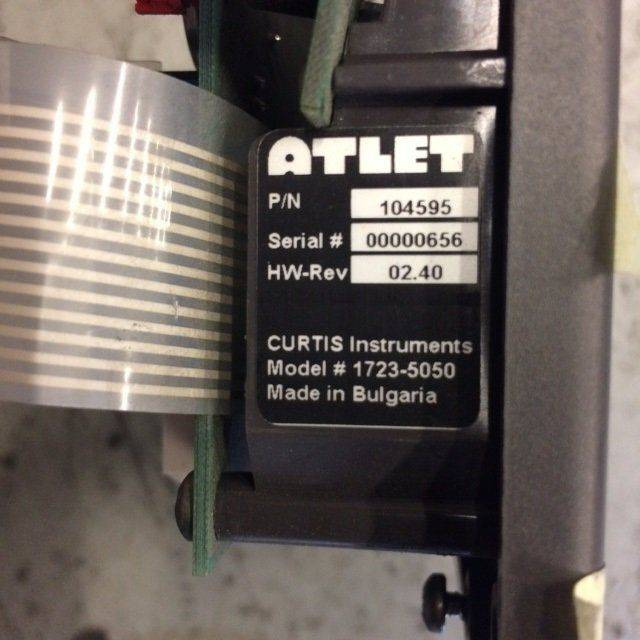 ATLET
P/N 104595
Serial # 00000656
HW-Rev 02.40
CURTIS Instruments
Model # 1723-5050
Made in Bulgaria